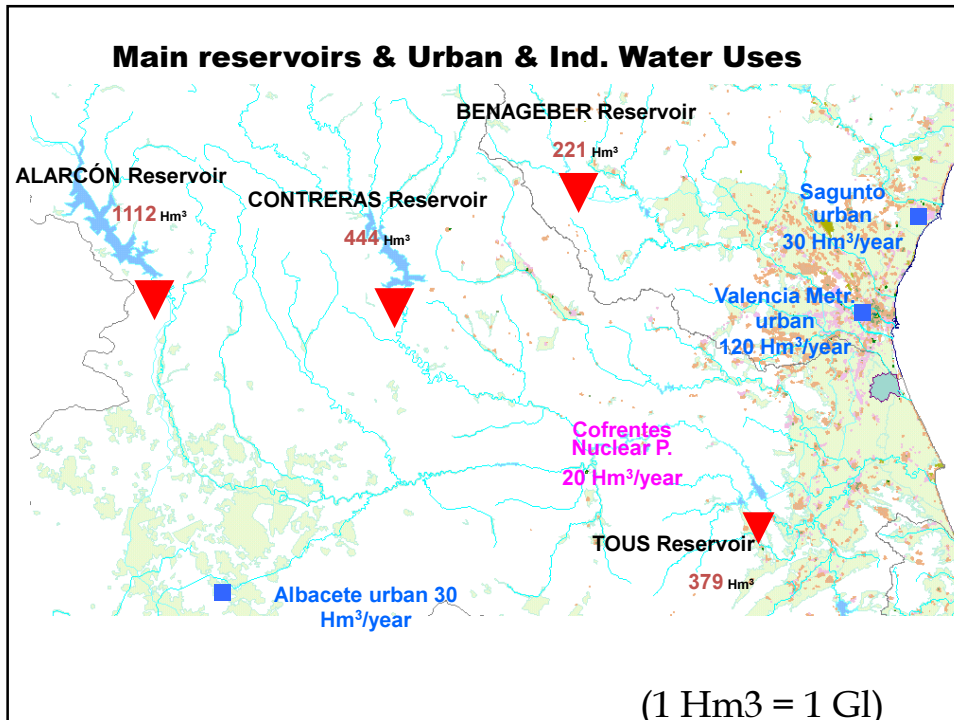 Main reservoirs & Urban & Ind. Water Uses
BENAGEBER Reservoir
221 Hm³
ALARCÓN Reservoir
1112 Hm³
CONTRERAS Reservoir
444 Hm³
Sagunto
urban
30 Hm³/year
Valencia Metr.
urban
120 Hm³/year
Cofrentes
Nuclear P.
20 Hm³/year
TOUS Reservoir
379 Hm³
Albacete urban 30
Hm³/year
(1 Hm3 = 1 Gl)